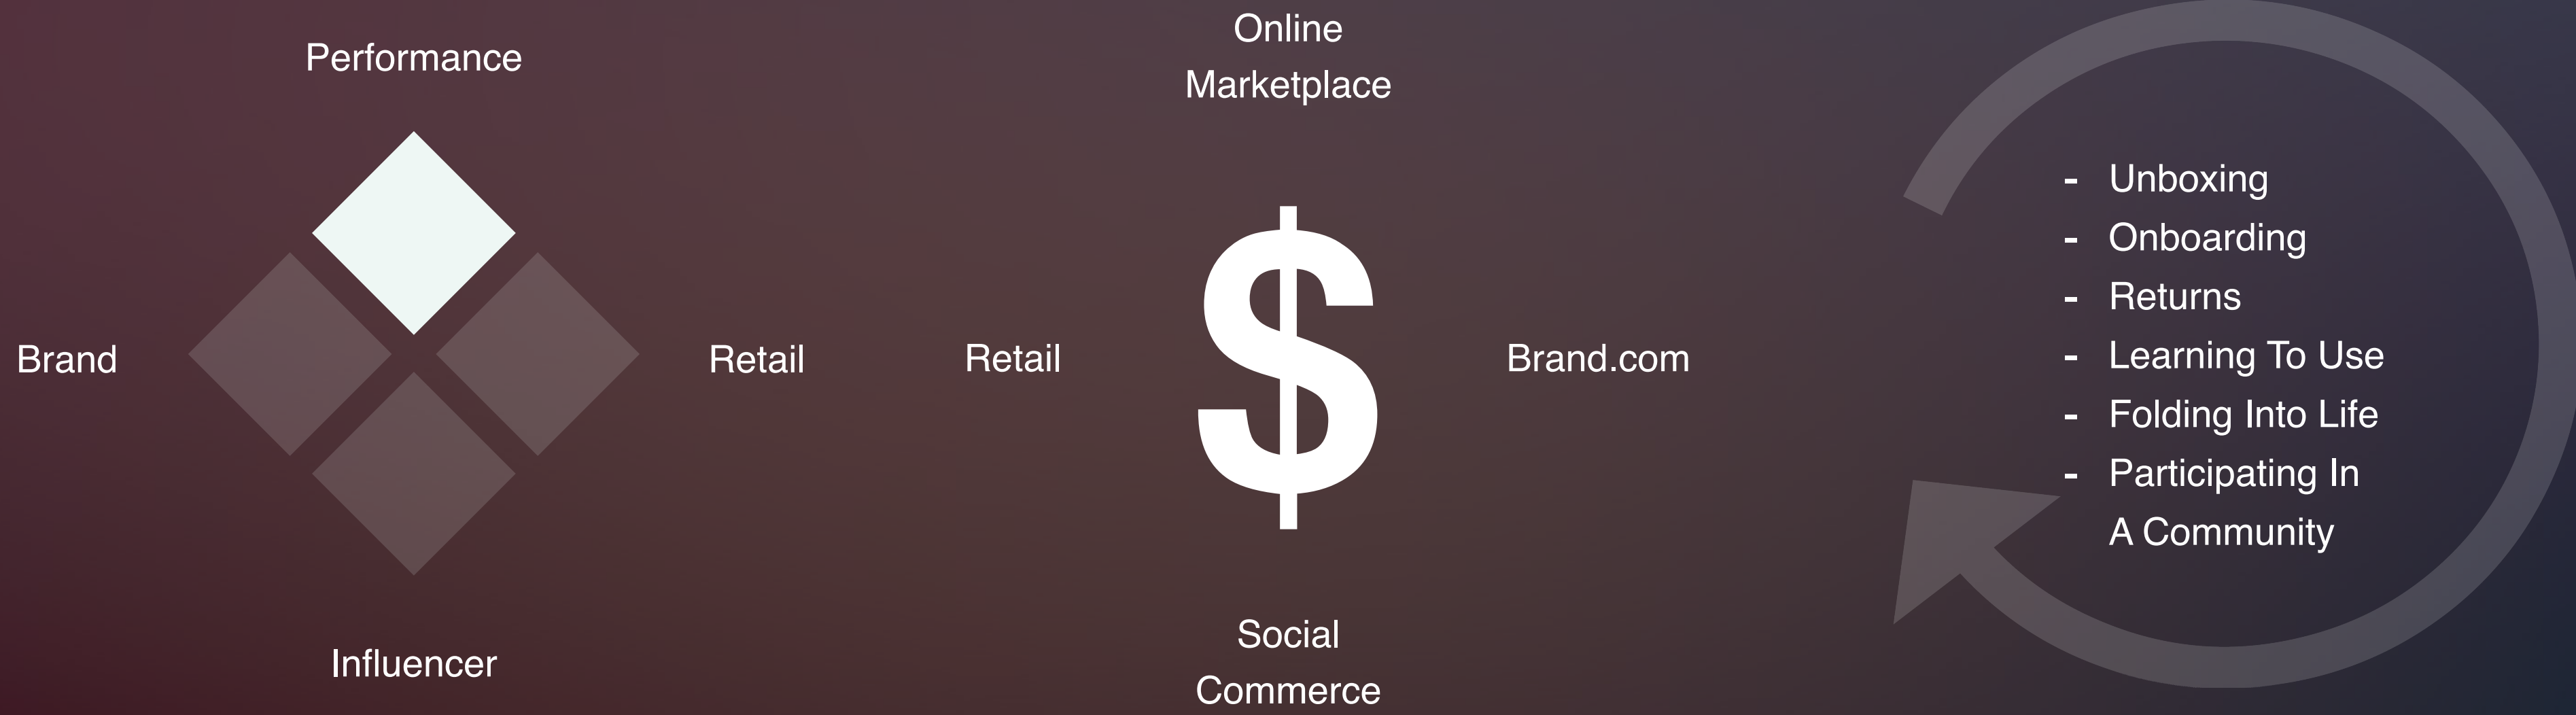 Performance
Brand
Retail
Influencer
Online
Marketplace
Retail
$
Brand.com
Social
Commerce
- Unboxing
- Onboarding
- Returns
- Learning To Use
- Folding Into Life
- Participating In
A Community